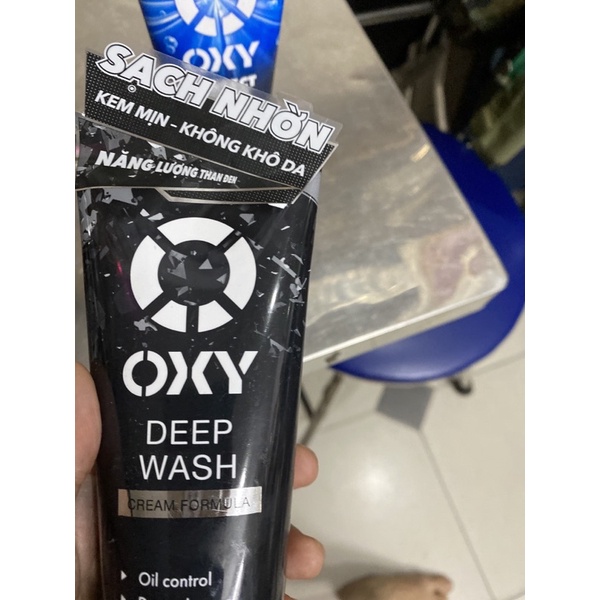 OXY
SẠCH NHỜN
KEM MỊN - KHÔNG KHÔ DA
NĂNG LƯỢNG THAN ĐEN
OXY
DEEP
WASH
CREAM FORMULA
Oil control